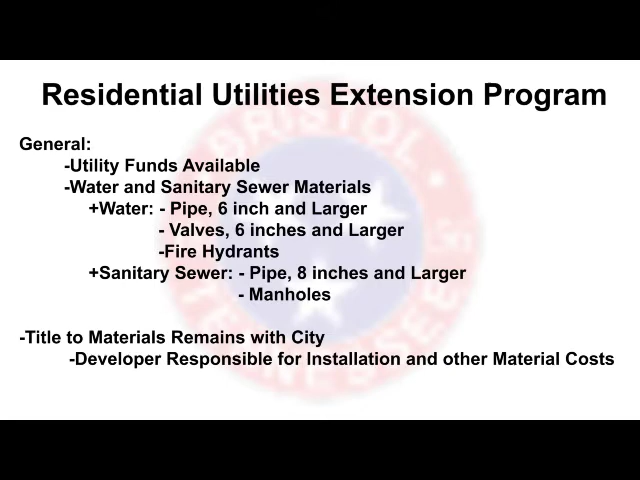 Residential Utilities Extension Program
General:
-Utility Funds Available
-Water and Sanitary Sewer Materials
+Water: - Pipe, 6 inch and Larger
- Valves, 6 inches and Larger
-Fire Hydrants
+Sanitary Sewer: - Pipe, 8 inches and Larger
- Manholes
-Title to Materials Remains with City
-Developer Responsible for Installation and other Material Costs
BRISTOL
TENNESSEE